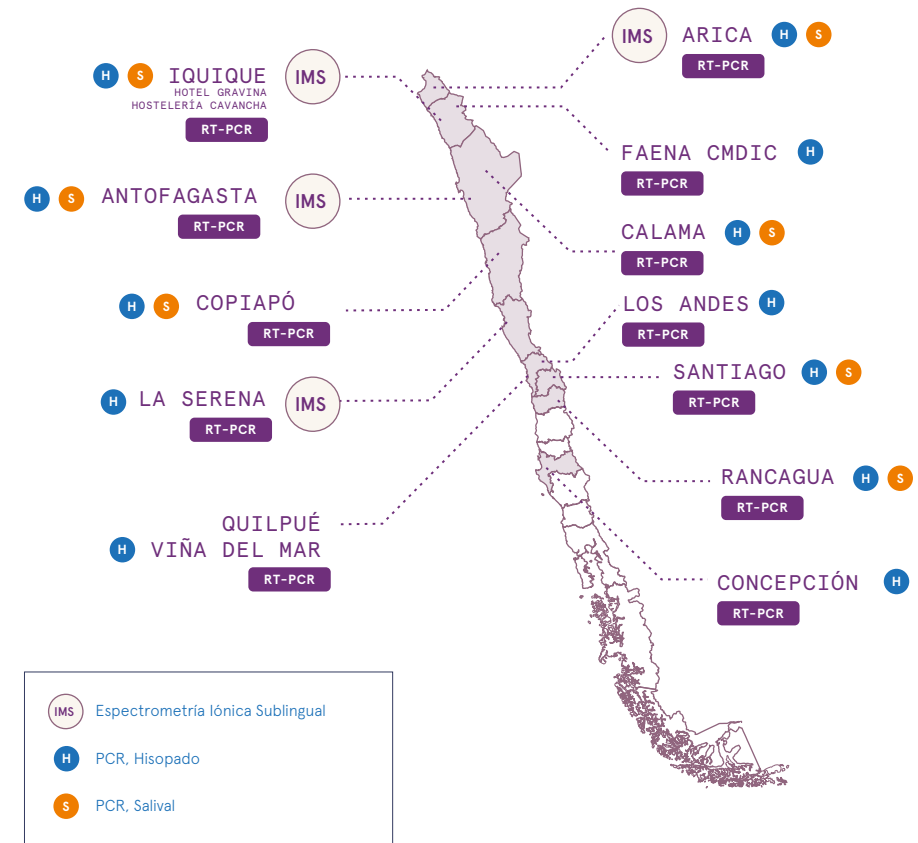 H S IQUIQUE IMS
HOTEL GRAVINA
HOSTELERÍA CAVANCHA
RT-PCR
H S ANTOFAGASTA IMS
RT-PCR
H S COPIAPÓ
RT-PCR
H LA SERENA IMS
RT-PCR
QUILPUÉ
H VIÑA DEL MAR
RT-PCR
IMS ARICA H S
RT-PCR
FAENA CMDIC H
RT-PCR
CALAMA H S
RT-PCR
LOS ANDES H
RT-PCR
SANTIAGO H S
RT-PCR
RANCAGUA H S
RT-PCR
CONCEPCIÓN H
RT-PCR
IMS Espectrometría Iónica Sublingual
H PCR, Hisopado
S PCR, Salival